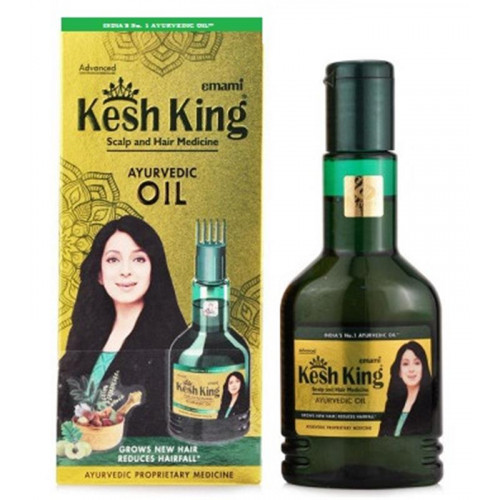 INDIA'S No. 1 AYURVEDIC OIL**
Advanced
emami
Kesh King
Scalp and Hair Medicine
AYURVEDIC
OIL
Kesh King
GROWS NEW HAIR
REDUCES HAIRFALL*
AYURVEDIC PROPRIETARY MEDICINE
INDIA'S No.1 AYURVEDIC OIL*
Advanced
emami
Kesh King
Scalp and Hair Medicine
AYURVEDIC OIL
GROWS NEW HAIR REDUCES HAIRFALL*
AYURVEDIC PROPRIETARY MEDICINE